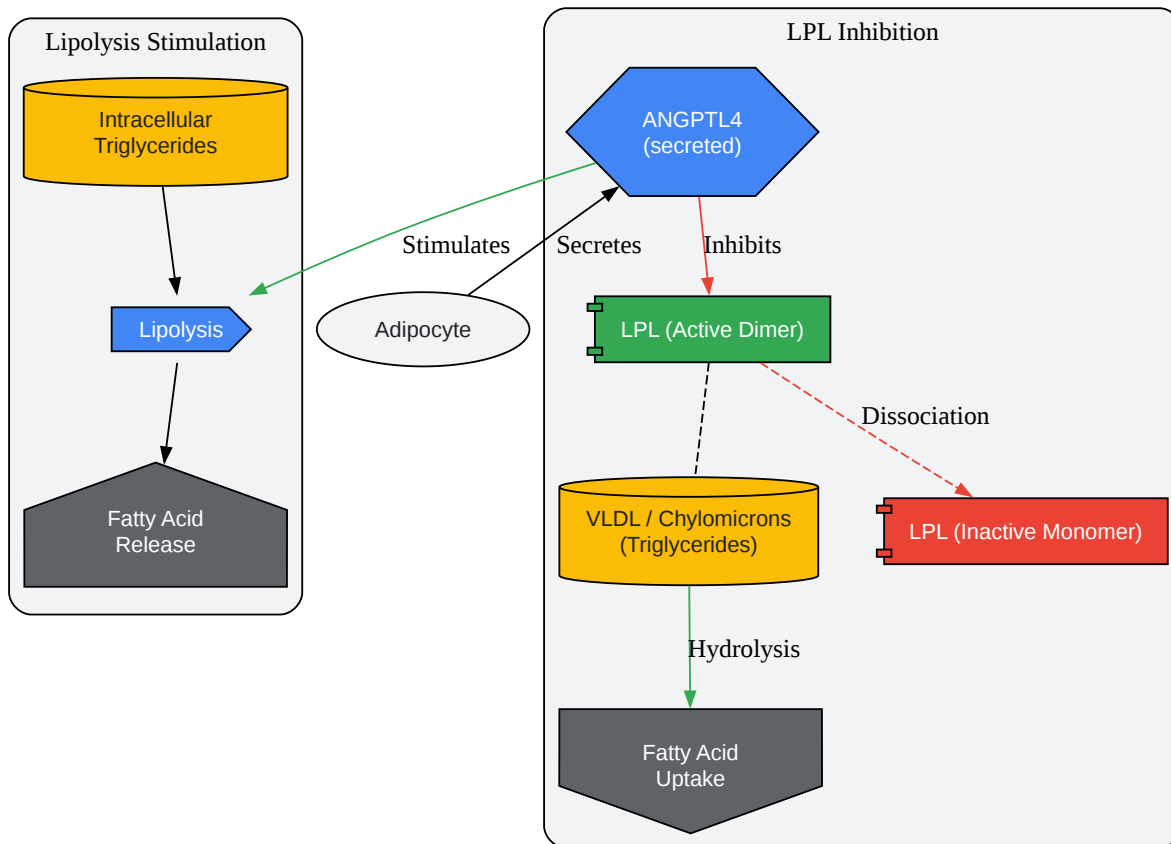 Lipolysis Stimulation
Intracellular
Triglycerides
Lipolysis
Fatty Acid
Release
Stimulates
Secretes
Adipocyte
LPL Inhibition
ANGPTL4
(secreted)
Inhibits
LPL (Active Dimer)
Dissociation
VLDL / Chylomicrons
(Triglycerides)
LPL (Inactive Monomer)
Hydrolysis
Fatty Acid
Uptake